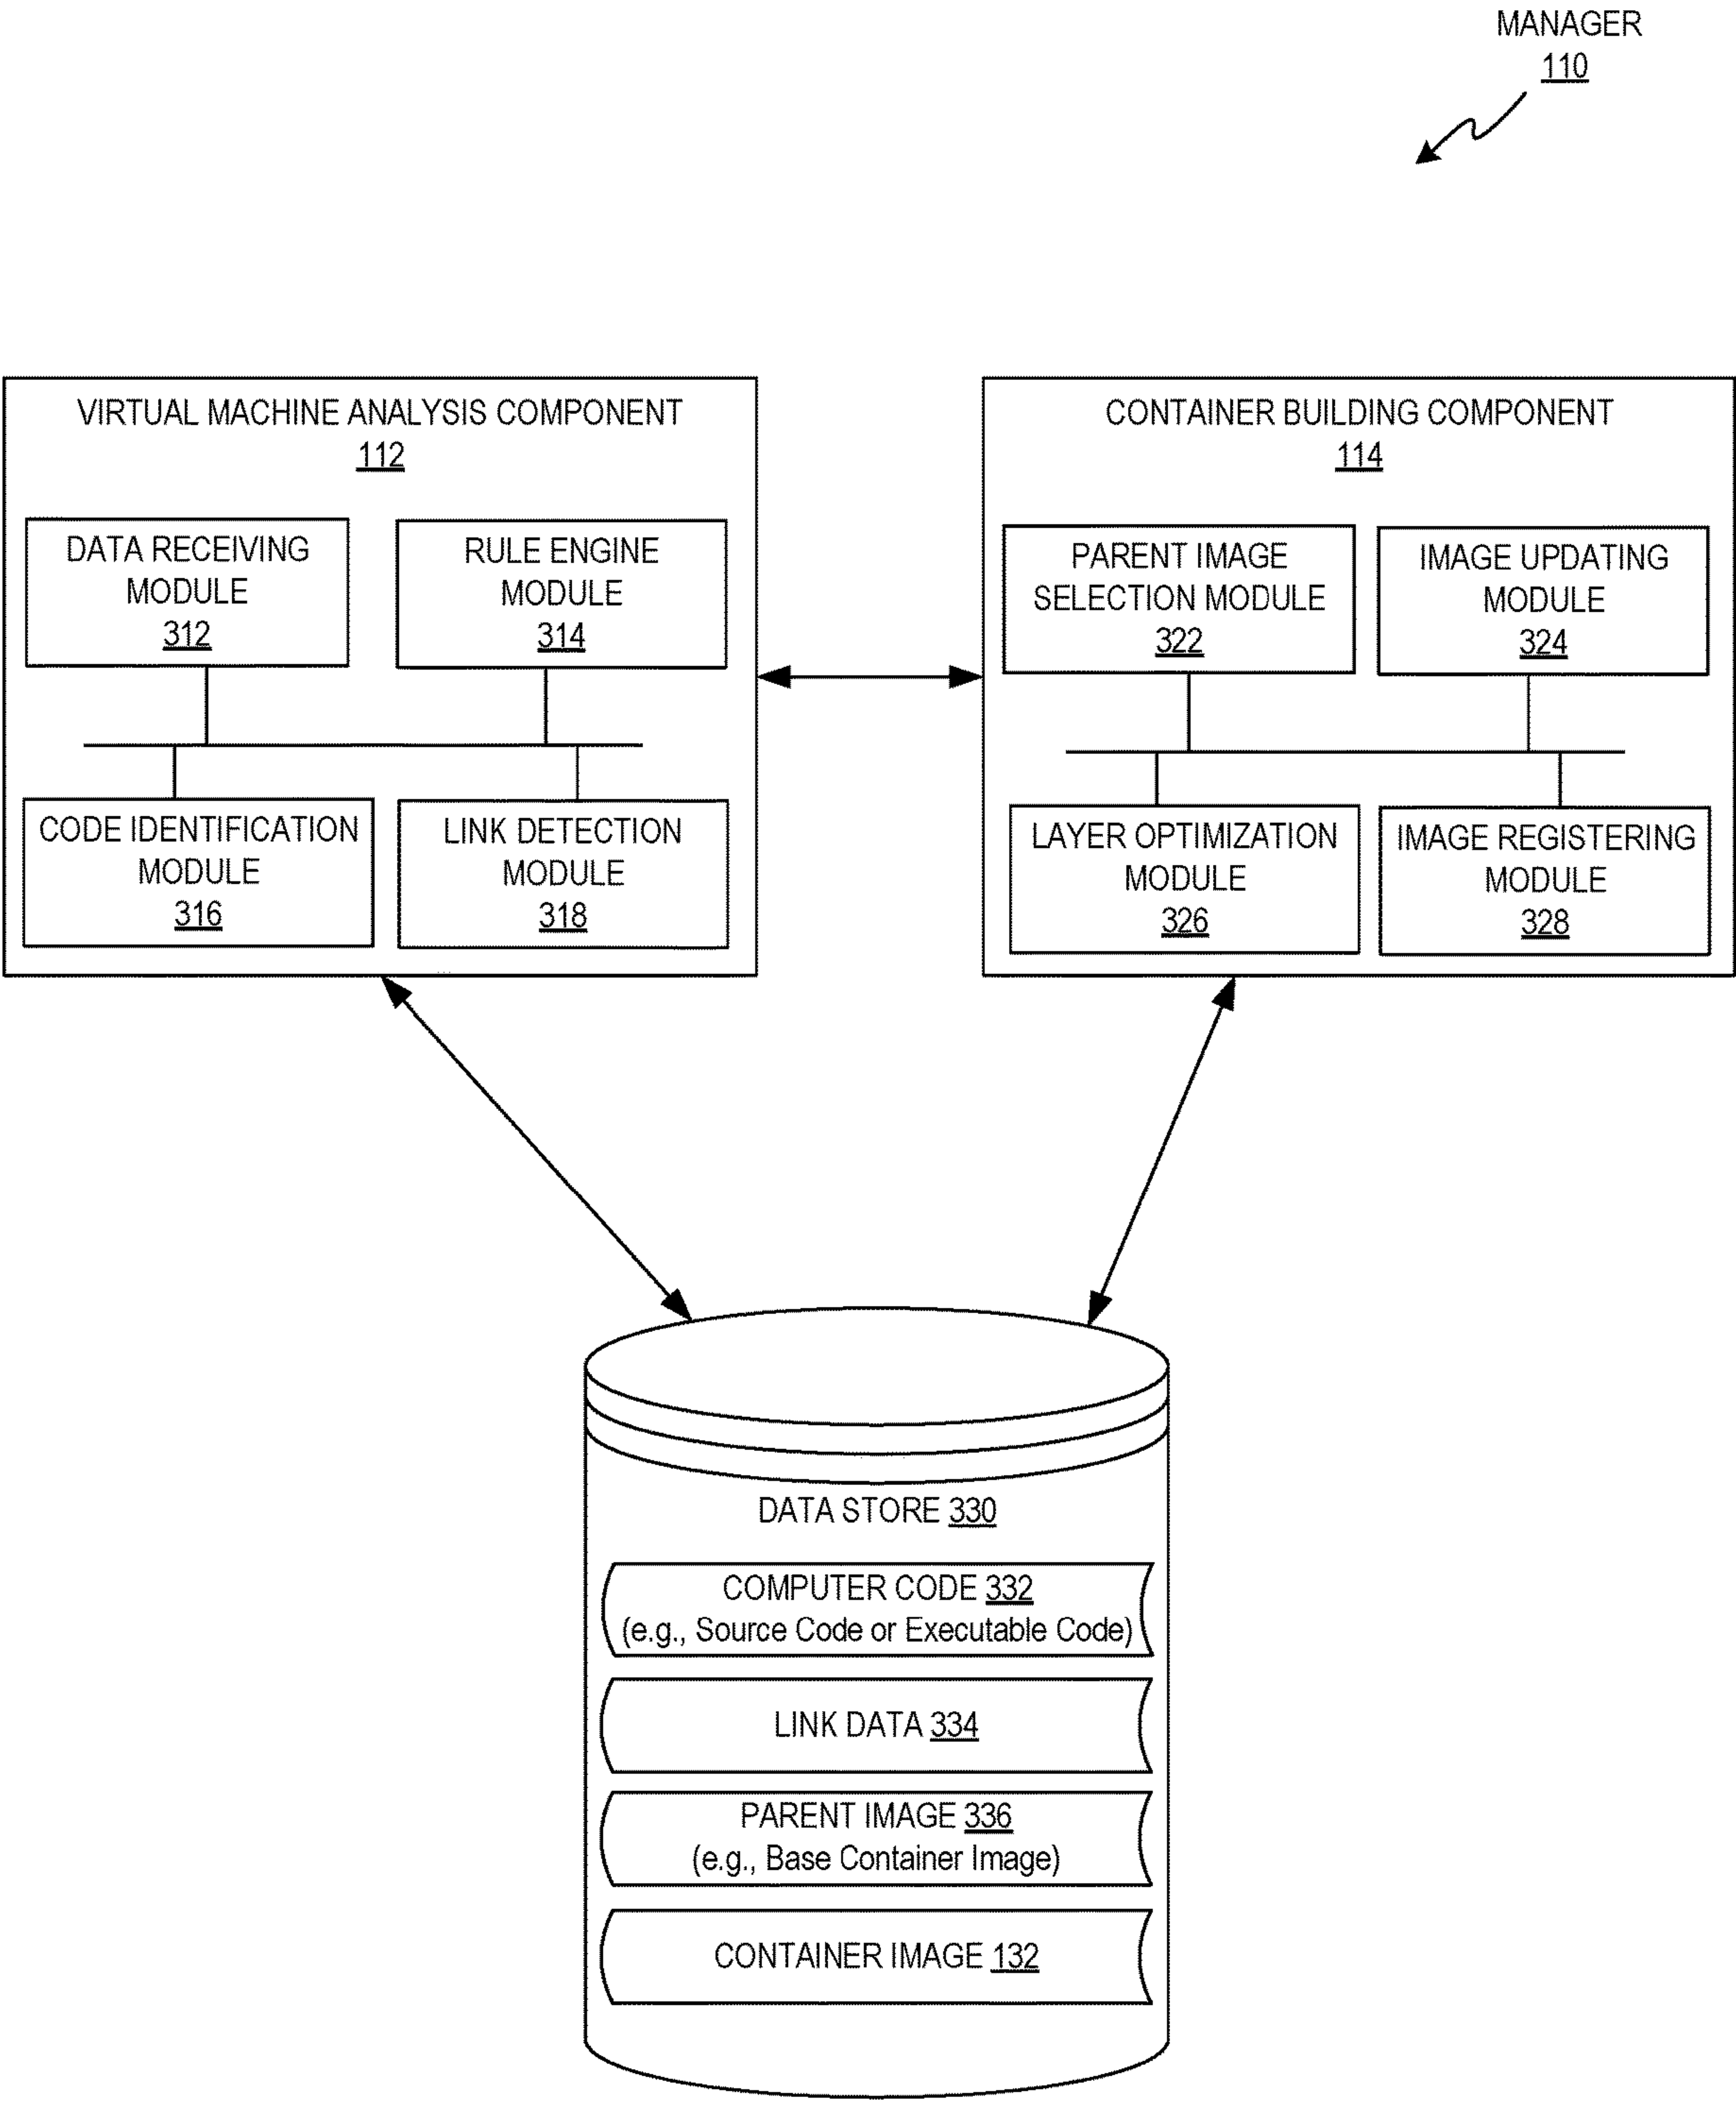 MANAGER
110
VIRTUAL MACHINE ANALYSIS COMPONENT
112
DATA RECEIVING
MODULE
312
RULE ENGINE
MODULE
314
CODE IDENTIFICATION
MODULE
316
LINK DETECTION
MODULE
318
CONTAINER BUILDING COMPONENT
114
PARENT IMAGE
SELECTION MODULE
322
IMAGE UPDATING
MODULE
324
LAYER OPTIMIZATION
MODULE
326
IMAGE REGISTERING
MODULE
328
DATA STORE 330
COMPUTER CODE 332
(e.g., Source Code or Executable Code)
LINK DATA 334
PARENT IMAGE 336
(e.g., Base Container Image)
CONTAINER IMAGE 132